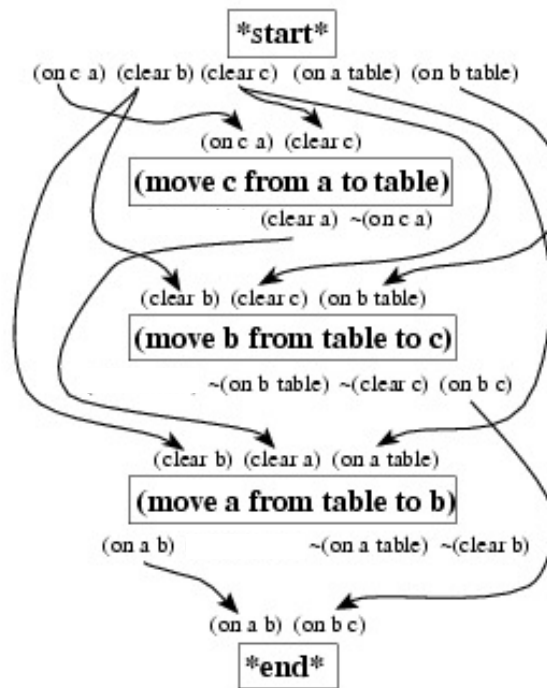 *start*
(on c a) (clear b) (clear c) (on a table) (on b table)
(on c a) (clear c)
(move c from a to table)
(clear a) ~(on c a)
(clear b) (clear c) (on b table)
(move b from table to c)
~(on b table) ~(clear c) (on b c)
(clear b) (clear a) (on a table)
(move a from table to b)
(on a b) ~(on a table) ~(clear b)
(on a b) (on b c)
*end*